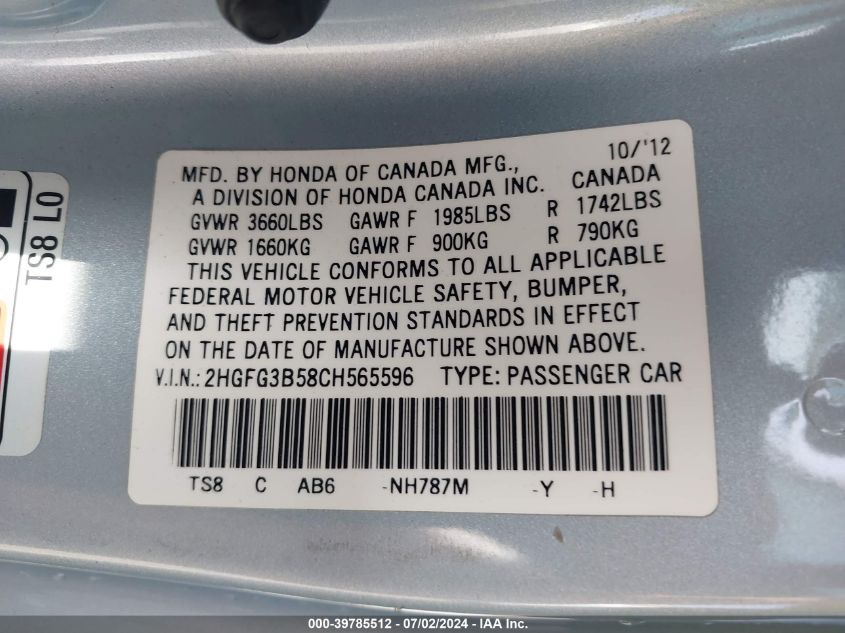 10/'12
MFD. BY HONDA OF CANADA MFG.,
A DIVISION OF HONDA CANADA INC. CANADA
GVWR 3660LBS GAWR F 1985LBS R 1742LBS
GVWR 1660KG GAWR F 900KG R 790KG
THIS VEHICLE CONFORMS TO ALL APPLICABLE
FEDERAL MOTOR VEHICLE SAFETY, BUMPER,
AND THEFT PREVENTION STANDARDS IN EFFECT
ON THE DATE OF MANUFACTURE SHOWN ABOVE.
V.I.N.: 2HGFG3B58CH565596 TYPE: PASSENGER CAR
TS8 C AB6 -NH787M -Y -H
TS8 L0
000-39785512 - 07/02/2024 - IAA Inc.